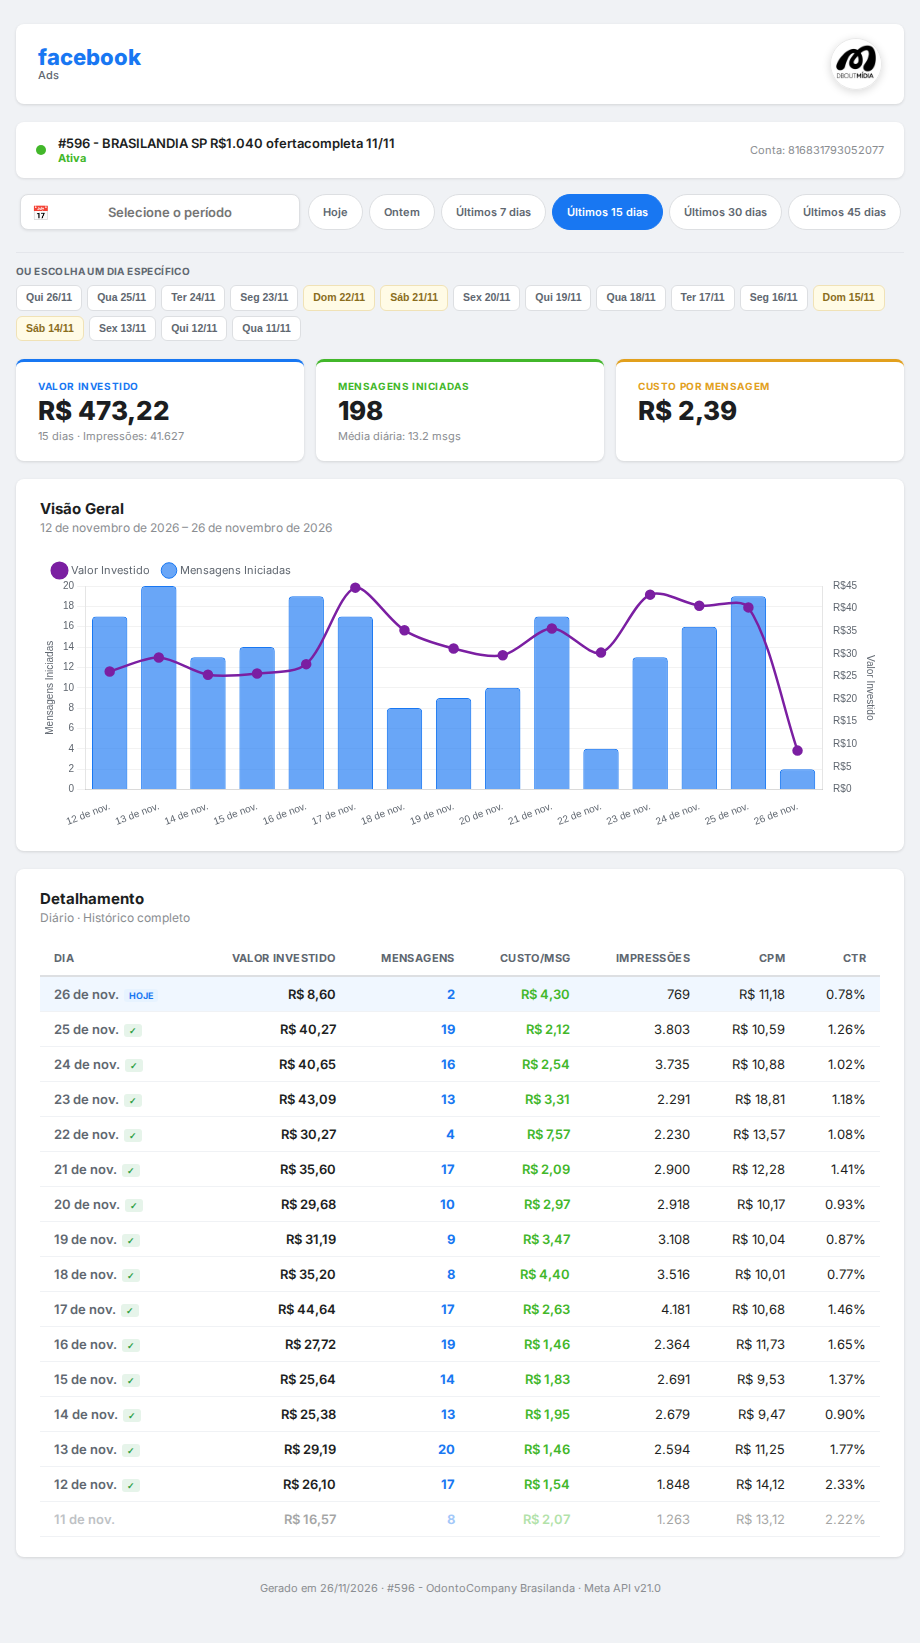 facebook
Ads
DBOUTMÍDIA
#596 - BRASILANDIA SP R$1.040 ofertacompleta 11/11
Ativa
Conta: 816831793052077
Selecione o período
Hoje
Ontem
Últimos 7 dias
Últimos 15 dias
Últimos 30 dias
Últimos 45 dias
OU ESCOLHA UM DIA ESPECÍFICO
Qui 26/11 Qua 25/11 Ter 24/11 Seg 23/11 Dom 22/11 Sáb 21/11 Sex 20/11 Qui 19/11 Qua 18/11 Ter 17/11 Seg 16/11 Dom 15/11
Sáb 14/11 Sex 13/11 Qui 12/11 Qua 11/11
VALOR INVESTIDO
R$ 473,22
15 dias · Impressões: 41.627
MENSAGENS INICIADAS
198
Média diária: 13.2 msgs
CUSTO POR MENSAGEM
R$ 2,39
Visão Geral
12 de novembro de 2026 – 26 de novembro de 2026
Valor Investido Mensagens Iniciadas
Mensagens Iniciadas
20
18
16
14
12
10
8
6
4
2
0
R$45
R$40
R$35
R$30
R$25
R$20
R$15
R$10
R$5
R$0
Valor Investido
12 de nov. 13 de nov. 14 de nov. 15 de nov. 16 de nov. 17 de nov. 18 de nov. 19 de nov. 20 de nov. 21 de nov. 22 de nov. 23 de nov. 24 de nov. 25 de nov. 26 de nov.
Detalhamento
Diário · Histórico completo
DIA VALOR INVESTIDO MENSAGENS CUSTO/MSG IMPRESSÕES CPM CTR
26 de nov. HOJE R$ 8,60 2 R$ 4,30 769 R$ 11,18 0.78%
25 de nov. ✓ R$ 40,27 19 R$ 2,12 3.803 R$ 10,59 1.26%
24 de nov. ✓ R$ 40,65 16 R$ 2,54 3.735 R$ 10,88 1.02%
23 de nov. ✓ R$ 43,09 13 R$ 3,31 2.291 R$ 18,81 1.18%
22 de nov. ✓ R$ 30,27 4 R$ 7,57 2.230 R$ 13,57 1.08%
21 de nov. ✓ R$ 35,60 17 R$ 2,09 2.900 R$ 12,28 1.41%
20 de nov. ✓ R$ 29,68 10 R$ 2,97 2.918 R$ 10,17 0.93%
19 de nov. ✓ R$ 31,19 9 R$ 3,47 3.108 R$ 10,04 0.87%
18 de nov. ✓ R$ 35,20 8 R$ 4,40 3.516 R$ 10,01 0.77%
17 de nov. ✓ R$ 44,64 17 R$ 2,63 4.181 R$ 10,68 1.46%
16 de nov. ✓ R$ 27,72 19 R$ 1,46 2.364 R$ 11,73 1.65%
15 de nov. ✓ R$ 25,64 14 R$ 1,83 2.691 R$ 9,53 1.37%
14 de nov. ✓ R$ 25,38 13 R$ 1,95 2.679 R$ 9,47 0.90%
13 de nov. ✓ R$ 29,19 20 R$ 1,46 2.594 R$ 11,25 1.77%
12 de nov. ✓ R$ 26,10 17 R$ 1,54 1.848 R$ 14,12 2.33%
11 de nov. R$ 16,57 8 R$ 2,07 1.263 R$ 13,12 2.22%
Gerado em 26/11/2026 · #596 - OdontoCompany Brasilanda · Meta API v21.0